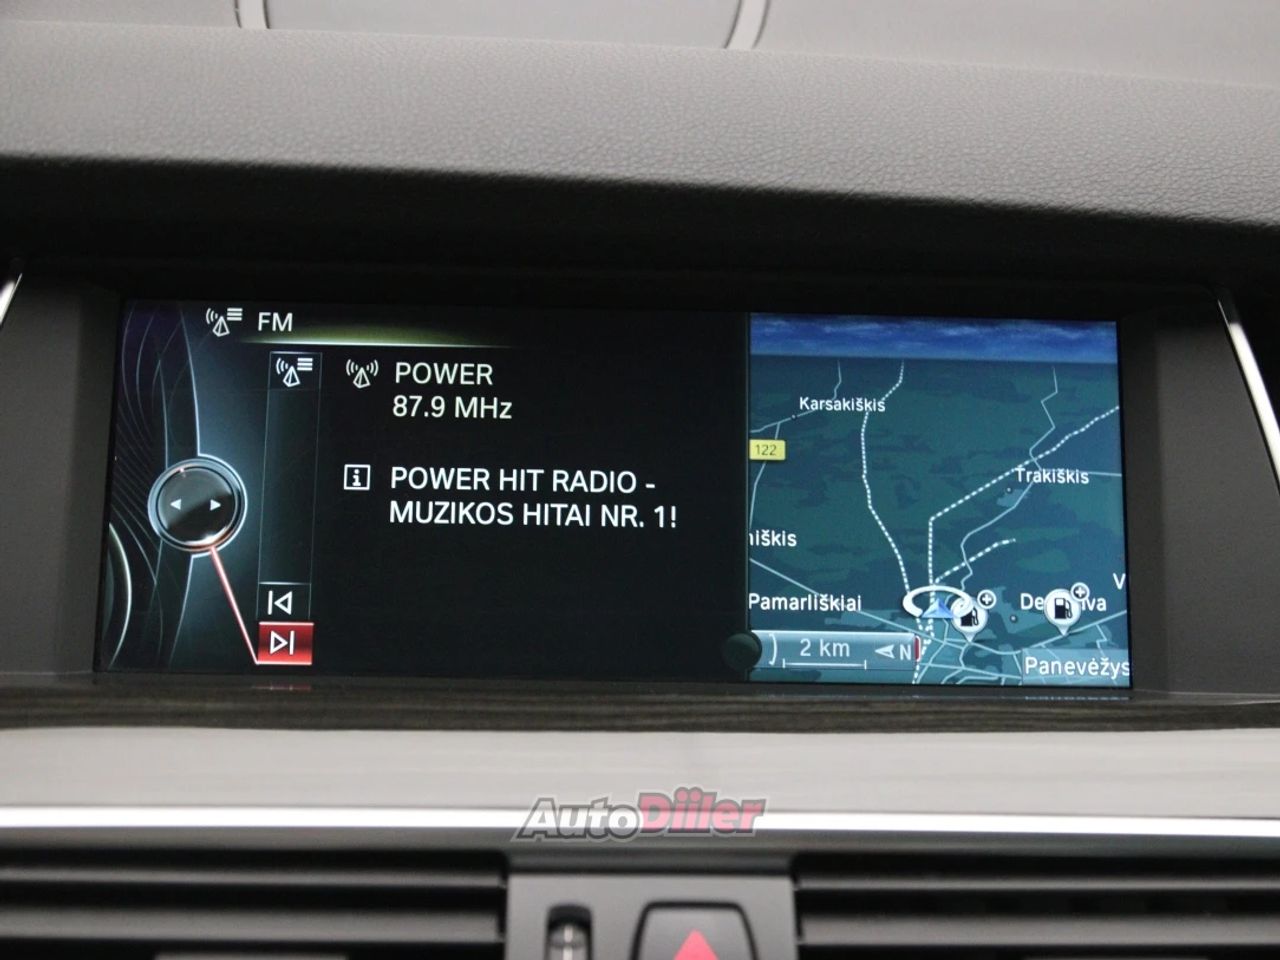 FM
POWER
87.9 MHz
POWER HIT RADIO -
MUZIKOS HITAI NR. 1!
Karsakiškis
122
Trakiškis
iškis
Pamarliškiai
V
2 km
N
Panevėžys
AutoDiiler